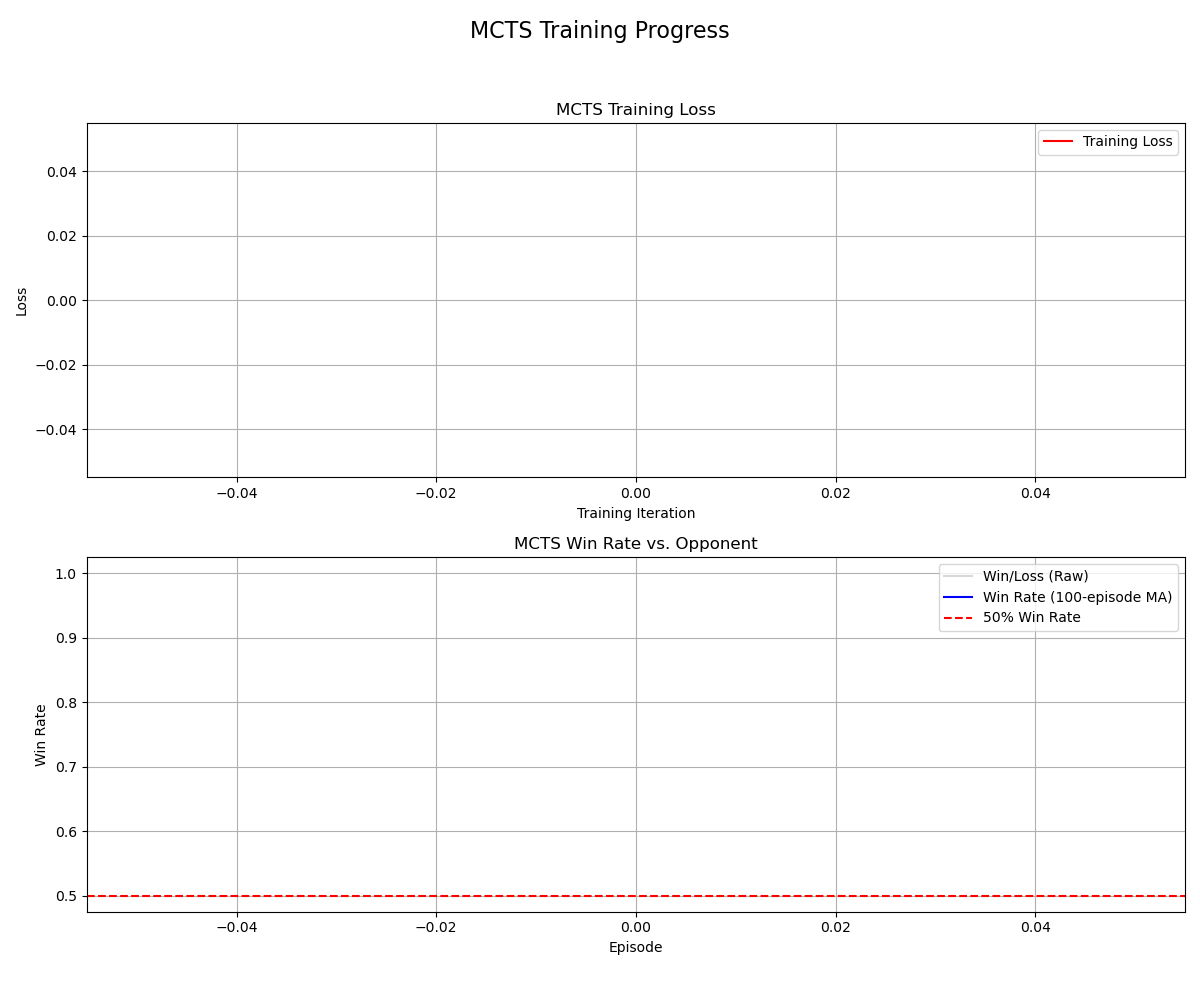 MCTS Training Progress
MCTS Training Loss
Training Loss
0.04
0.02
0.00
−0.02
−0.04
Loss
−0.04 −0.02 0.00 0.02 0.04
Training Iteration
MCTS Win Rate vs. Opponent
Win/Loss (Raw)
Win Rate (100-episode MA)
50% Win Rate
1.0
0.9
0.8
0.7
0.6
0.5
Win Rate
−0.04 −0.02 0.00 0.02 0.04
Episode